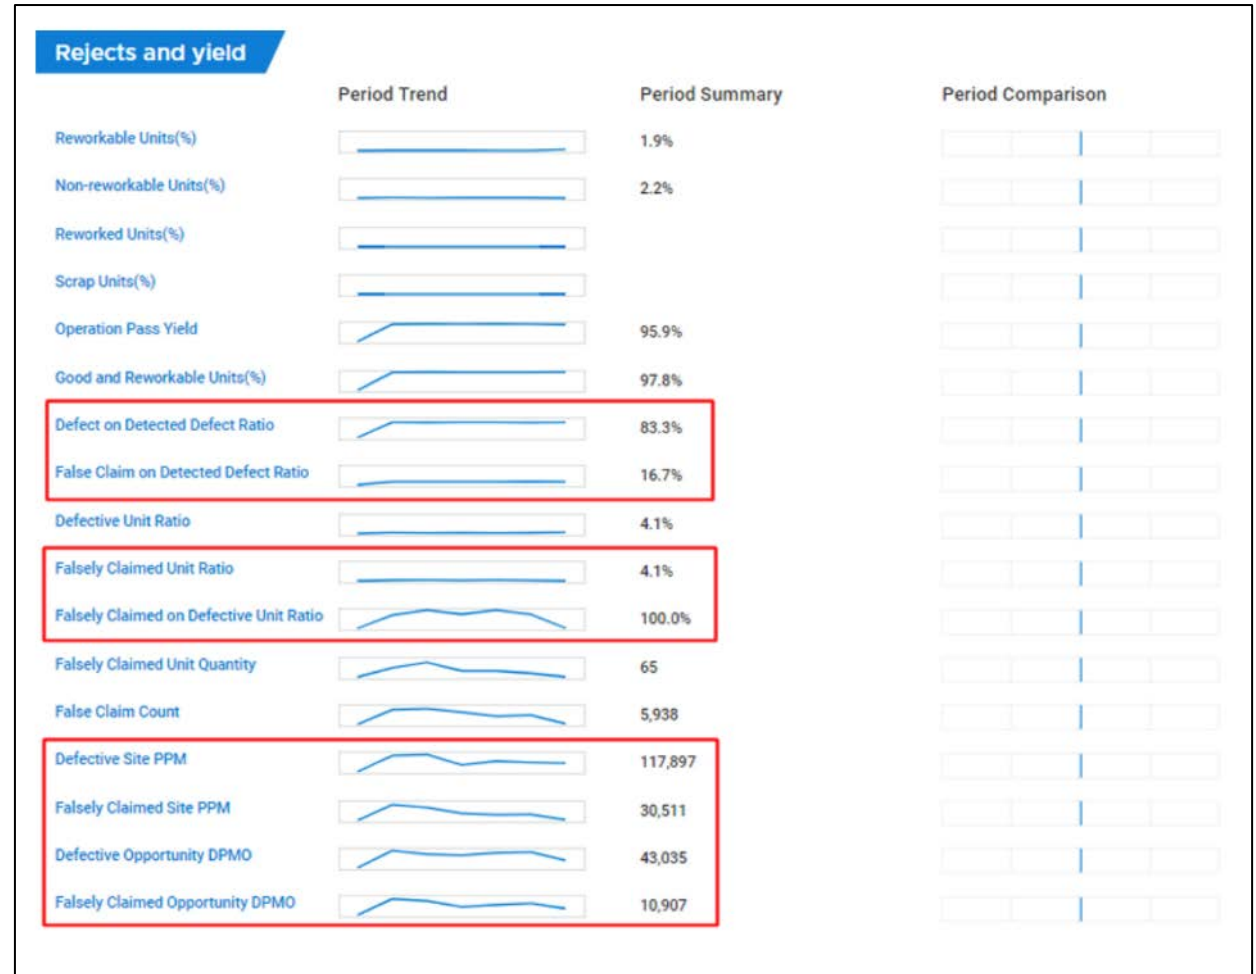 Rejects and yield
Period Trend Period Summary Period Comparison
Reworkable Units(%) 1.9%
Non-reworkable Units(%) 2.2%
Reworked Units(%)
Scrap Units(%)
Operation Pass Yield 95.9%
Good and Reworkable Units(%) 97.8%
Defect on Detected Defect Ratio 83.3%
False Claim on Detected Defect Ratio 16.7%
Defective Unit Ratio 4.1%
Falsely Claimed Unit Ratio 4.1%
Falsely Claimed on Defective Unit Ratio 100.0%
Falsely Claimed Unit Quantity 65
False Claim Count 5,938
Defective Site PPM 117,897
Falsely Claimed Site PPM 30,511
Defective Opportunity DPMO 43,035
Falsely Claimed Opportunity DPMO 10,907